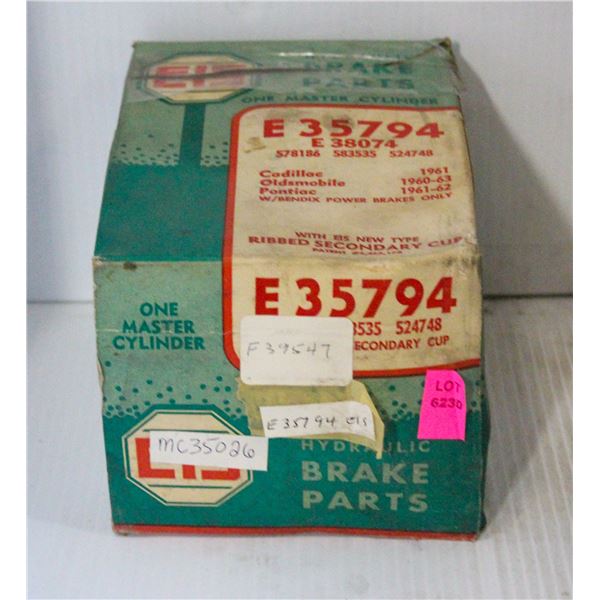 EIS
BRAKE
PARTS
ONE MASTER CYLINDER
E 35794
E 38074
578186 583535 524748
Cadillac 1961
Oldsmobile 1960-63
Pontiac 1961-62
W/BENDIX POWER BRAKES ONLY
WITH EIS NEW TYPE
RIBBED SECONDARY CUP
E 35794
3535 524748
SECONDARY CUP
ONE
MASTER
CYLINDER
F39547
LOT
623D
E35794 EIS
MC35026
EIS
HYDRAULIC
BRAKE
PARTS